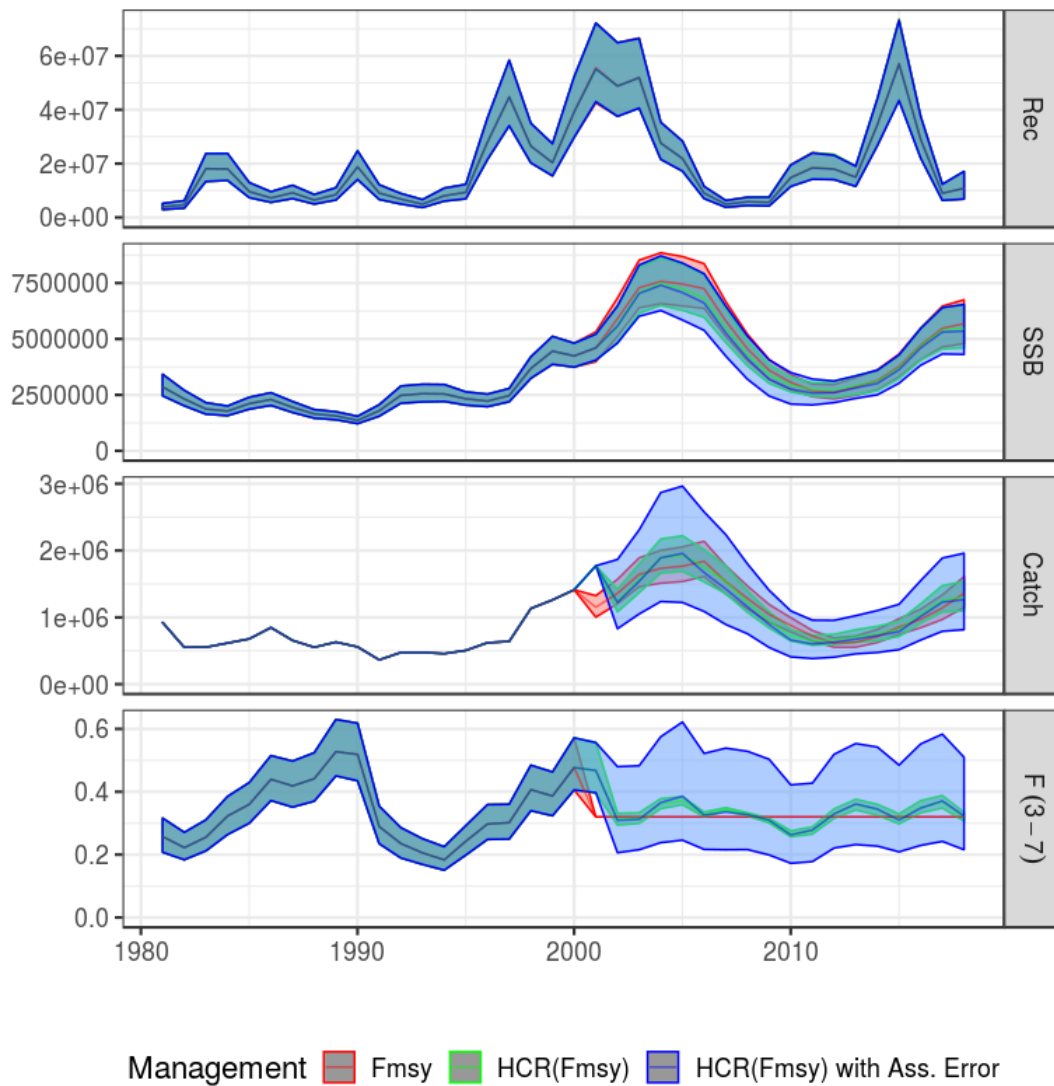 6e+07
4e+07
2e+07
0e+00
Rec
7500000
5000000
2500000
0
SSB
3e+06
2e+06
1e+06
0e+00
Catch
0.6
0.4
0.2
0.0
F (3−7)
1980 1990 2000 2010
Management Fmsy HCR(Fmsy) HCR(Fmsy) with Ass. Error